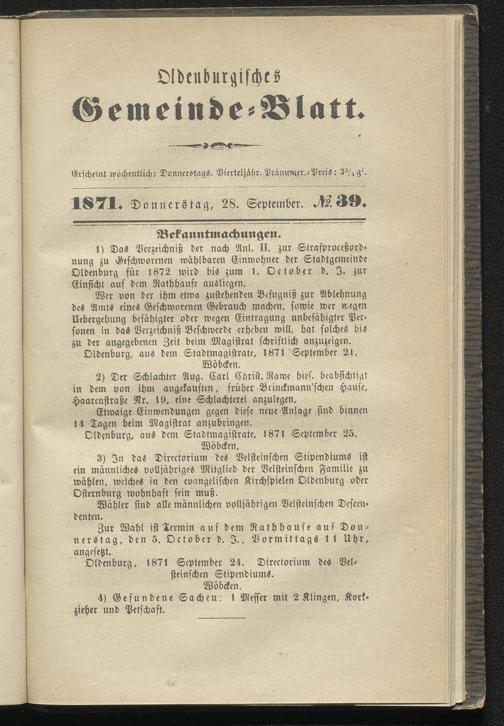 Oldenburgisches
Gemeinde-Blatt.
Erscheint wöchentlich: Donnerstags. Vierteljähr. Pränumer.-Preis: 3¾ gr.
1871. Donnerstag, 28. September. № 39.
Bekanntmachungen.
1) Das Verzeichniß der nach Anl. II. zur Strafproceßord-
nung zu Geschworenen wählbaren Einwohner der Stadtgemeinde
Oldenburg für 1872 wird bis zum 1. October d. J. zur
Einsicht auf dem Rathhause ausliegen.
Wer von der ihm etwa zustehenden Befugniß zur Ablehnung
des Amts eines Geschworenen Gebrauch machen, sowie wer wegen
Uebergehung befähigter oder wegen Eintragung unbefähigter Per-
sonen in das Verzeichniß Beschwerde erheben will, hat solches bis
zu der angegebenen Zeit beim Magistrat schriftlich anzuzeigen.
Oldenburg, aus dem Stadtmagistrate, 1871 September 21.
Wöbcken.
2) Der Schlachter Aug. Carl Christ. Rawe hies. beabsichtigt
in dem von ihm angekauften, früher Brinckmann'schen Hause,
Haarenstraße Nr. 19, eine Schlachterei anzulegen.
Etwaige Einwendungen gegen diese neue Anlage sind binnen
14 Tagen beim Magistrat anzubringen.
Oldenburg, aus dem Stadtmagistrate, 1871 September 25.
Wöbcken.
3) In das Directorium des Velsteinschen Stipendiums ist
ein männliches volljähriges Mitglied der Velsteinschen Familie zu
wählen, welches in den evangelischen Kirchspielen Oldenburg oder
Osternburg wohnhaft sein muß.
Wähler sind alle männlichen volljährigen Velsteinschen Descen-
denten.
Zur Wahl ist Termin auf dem Rathhause auf Don-
nerstag, den 5. October d. J., Vormittags 11 Uhr,
angesetzt.
Oldenburg, 1871 September 24. Directorium des Vel-
steinschen Stipendiums.
Wöbcken.
4) Gefundene Sachen: 1 Messer mit 2 Klingen, Kork-
zieher und Petschaft.